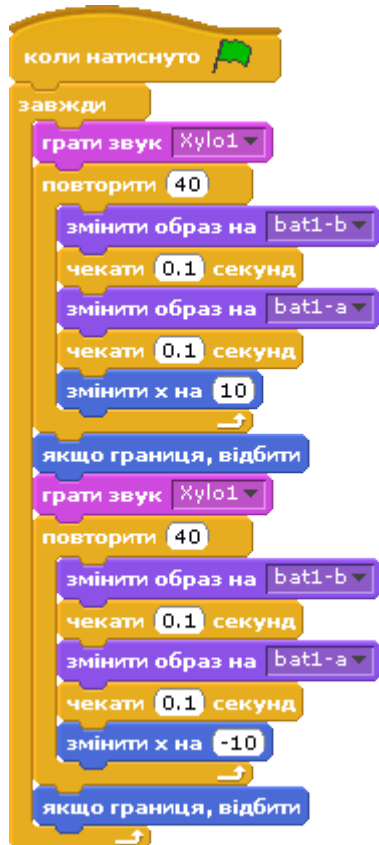 коли натиснуто
завжди
грати звук Xylo1
повторити 40
змінити образ на bat1-b
чекати 0.1 секунд
змінити образ на bat1-a
чекати 0.1 секунд
змінити x на 10
якщо границя, відбити
грати звук Xylo1
повторити 40
змінити образ на bat1-b
чекати 0.1 секунд
змінити образ на bat1-a
чекати 0.1 секунд
змінити x на -10
якщо границя, відбити